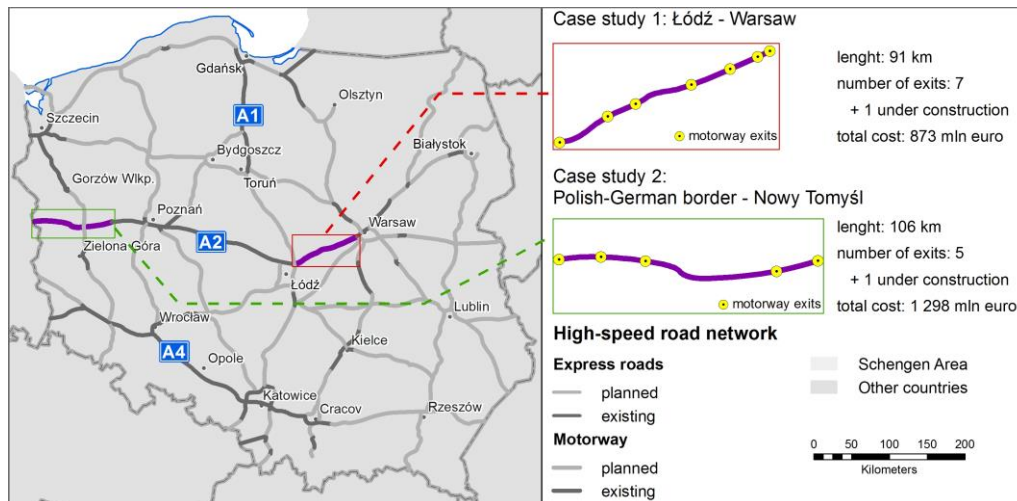 Gdańsk
Olsztyn
A1
Szczecin
Bydgoszcz
Białystok
Toruń
Gorzów Wlkp.
Poznań
Warsaw
A2
Zielona Góra
Łódź
Lublin
Wrocław
Kielce
A4
Opole
Katowice
Cracov
Rzeszów
Case study 1: Łódź - Warsaw
motorway exits
lenght: 91 km
number of exits: 7
+ 1 under construction
total cost: 873 mln euro
Case study 2:
Polish-German border - Nowy Tomyśl
motorway exits
lenght: 106 km
number of exits: 5
+ 1 under construction
total cost: 1 298 mln euro
High-speed road network
Express roads
planned
existing
Motorway
planned
existing
Schengen Area
Other countries
0 50 100 150 200
Kilometers